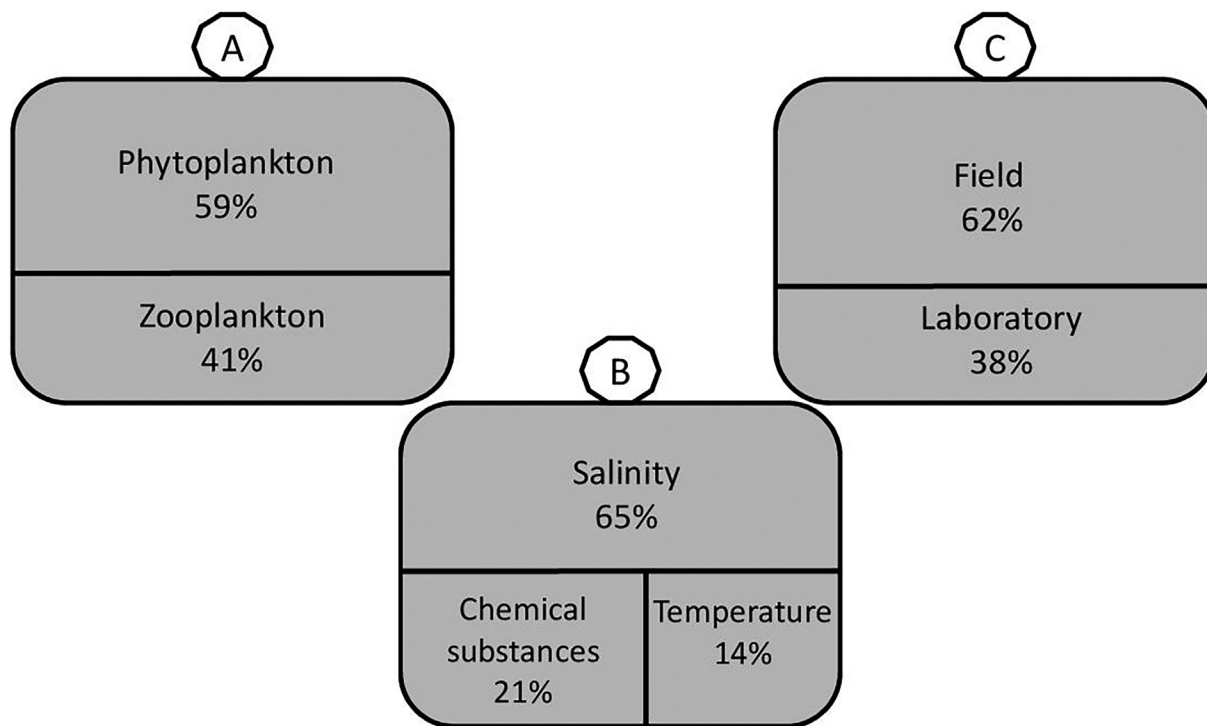 A
Phytoplankton
59%
Zooplankton
41%
C
Field
62%
Laboratory
38%
B
Salinity
65%
Chemical
substances
21%
Temperature
14%